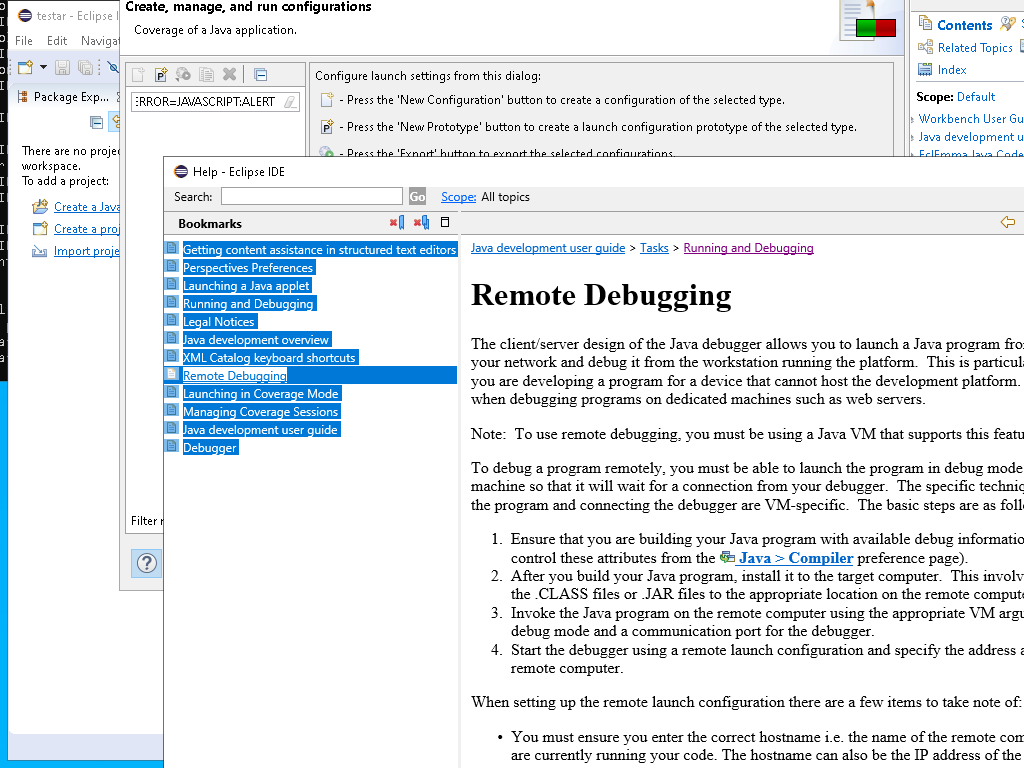 testar - Eclipse I
File Edit Navigat
Package Exp...
There are no projec
workspace.
To add a project:
Create a Java
Create a proj
Import proje
Create, manage, and run configurations
Coverage of a Java application.
:RROR=JAVASCRIPT:ALERT
Filter r
Configure launch settings from this dialog:
- Press the 'New Configuration' button to create a configuration of the selected type.
- Press the 'New Prototype' button to create a launch configuration prototype of the selected type.
- Press the 'Export' button to export the selected configurations.
Contents
Related Topics
Index
Scope: Default
Workbench User Gu
Java development u
EclEmma Java Code
Help - Eclipse IDE
Search: Go Scope: All topics
Bookmarks
Getting content assistance in structured text editors
Perspectives Preferences
Launching a Java applet
Running and Debugging
Legal Notices
Java development overview
XML Catalog keyboard shortcuts
Remote Debugging
Launching in Coverage Mode
Managing Coverage Sessions
Java development user guide
Debugger
Java development user guide > Tasks > Running and Debugging
Remote Debugging
The client/server design of the Java debugger allows you to launch a Java program fro
your network and debug it from the workstation running the platform. This is particula
you are developing a program for a device that cannot host the development platform.
when debugging programs on dedicated machines such as web servers.
Note: To use remote debugging, you must be using a Java VM that supports this featu
To debug a program remotely, you must be able to launch the program in debug mode
machine so that it will wait for a connection from your debugger. The specific techniq
the program and connecting the debugger are VM-specific. The basic steps are as follo
1. Ensure that you are building your Java program with available debug informatio
control these attributes from the Java > Compiler preference page).
2. After you build your Java program, install it to the target computer. This involv
the .CLASS files or .JAR files to the appropriate location on the remote compute
3. Invoke the Java program on the remote computer using the appropriate VM argu
debug mode and a communication port for the debugger.
4. Start the debugger using a remote launch configuration and specify the address a
remote computer.
When setting up the remote launch configuration there are a few items to take note of:
• You must ensure you enter the correct hostname i.e. the name of the remote com
are currently running your code. The hostname can also be the IP address of the